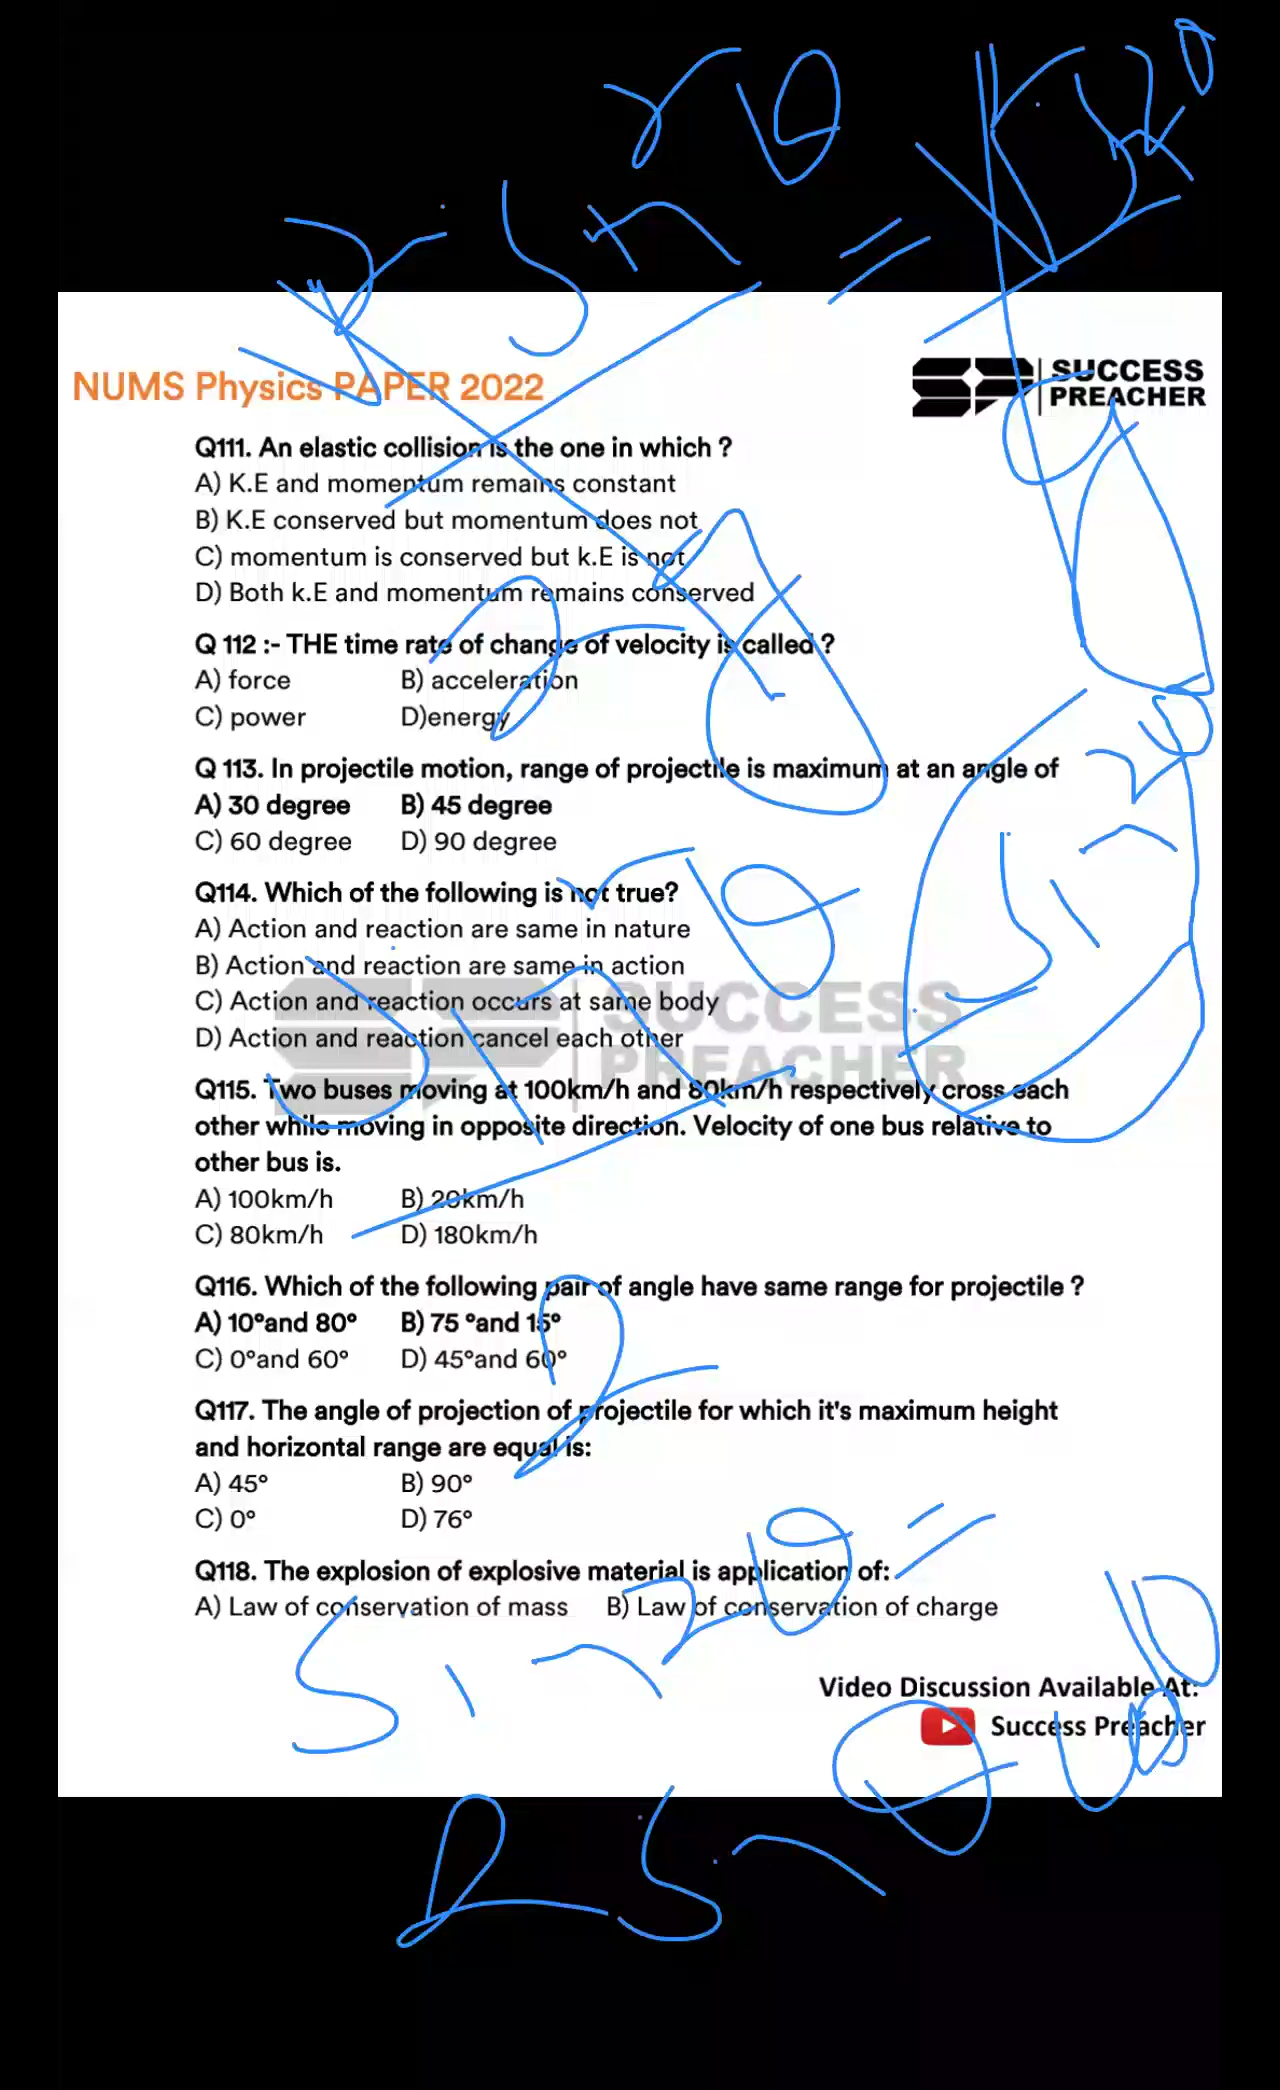 NUMS Physics PAPER 2022
SUCCESS
PREACHER
Q111. An elastic collision is the one in which ?
A) K.E and momentum remains constant
B) K.E conserved but momentum does not
C) momentum is conserved but k.E is not
D) Both k.E and momentum remains conserved
Q 112 :- THE time rate of change of velocity is called ?
A) force B) acceleration
C) power D)energy
Q 113. In projectile motion, range of projectile is maximum at an angle of
A) 30 degree B) 45 degree
C) 60 degree D) 90 degree
Q114. Which of the following is not true?
A) Action and reaction are same in nature
B) Action and reaction are same in action
C) Action and reaction occurs at same body
D) Action and reaction cancel each other
SUCCESS
PREACHER
Q115. Two buses moving at 100km/h and 80km/h respectively cross each
other while moving in opposite direction. Velocity of one bus relative to
other bus is.
A) 100km/h B) 20km/h
C) 80km/h D) 180km/h
Q116. Which of the following pair of angle have same range for projectile ?
A) 10°and 80° B) 75 °and 15°
C) 0°and 60° D) 45°and 60°
Q117. The angle of projection of projectile for which it's maximum height
and horizontal range are equal is:
A) 45° B) 90°
C) 0° D) 76°
Q118. The explosion of explosive material is application of:
A) Law of conservation of mass B) Law of conservation of charge
Sin 2θ =
2 Sin θ cos θ
Video Discussion Available At:
Success Preacher